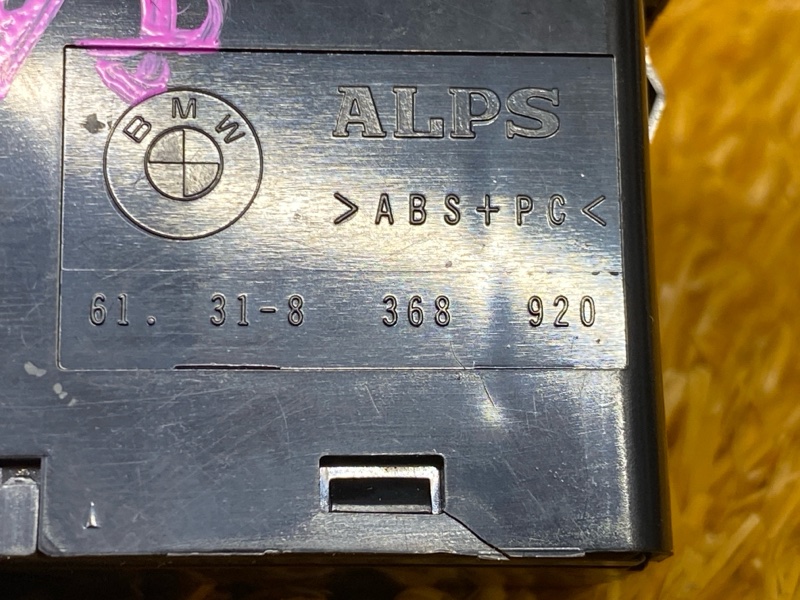 BMW
ALPS
>ABS+PC<
61. 31-8 368 920